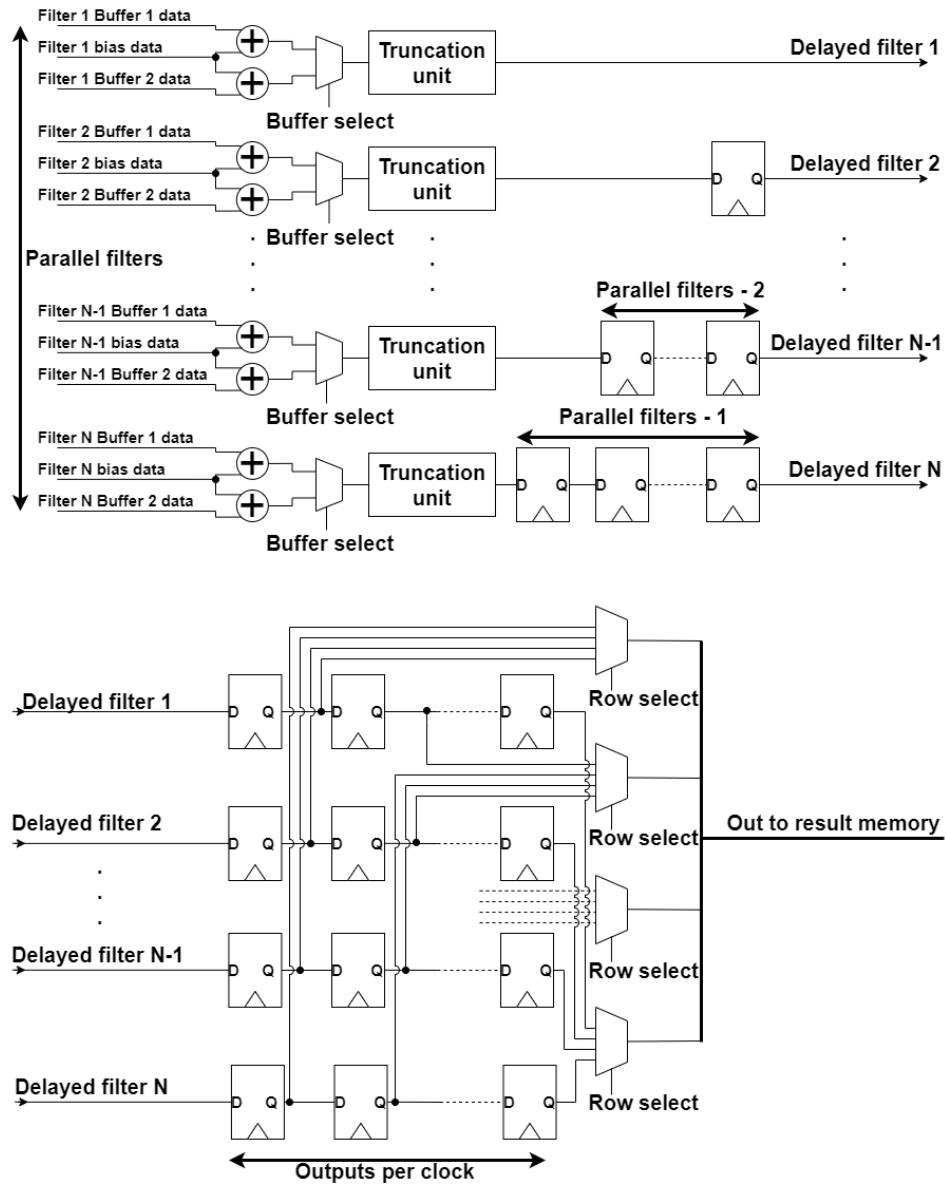 Filter 1 Buffer 1 data
Filter 1 bias data
Filter 1 Buffer 2 data
Truncation
unit
Delayed filter 1
Buffer select
Filter 2 Buffer 1 data
Filter 2 bias data
Filter 2 Buffer 2 data
Truncation
unit
D Q
Delayed filter 2
Buffer select
Parallel filters
Parallel filters - 2
Filter N-1 Buffer 1 data
Filter N-1 bias data
Filter N-1 Buffer 2 data
Truncation
unit
D Q
Delayed filter N-1
Buffer select
Parallel filters - 1
Filter N Buffer 1 data
Filter N bias data
Filter N Buffer 2 data
Truncation
unit
D Q D Q
Delayed filter N
Buffer select
Row select
Delayed filter 1
D Q D Q D Q
Row select
Delayed filter 2
D Q D Q D Q
Out to result memory
Row select
Delayed filter N-1
D Q D Q D Q
Row select
Delayed filter N
D Q D Q D Q
Outputs per clock